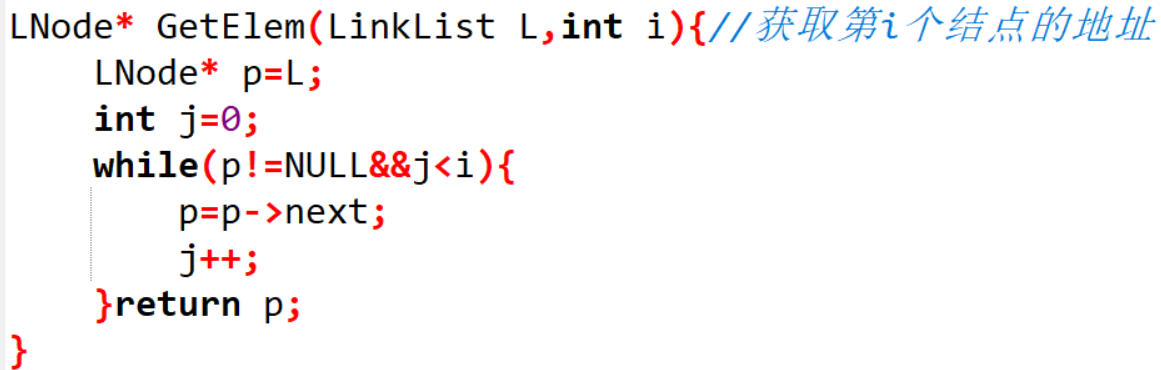 LNode* GetElem(LinkList L,int i){//获取第i个结点的地址
    LNode* p=L;
    int j=0;
    while(p!=NULL&&j<i){
        p=p->next;
        j++;
    }return p;
}